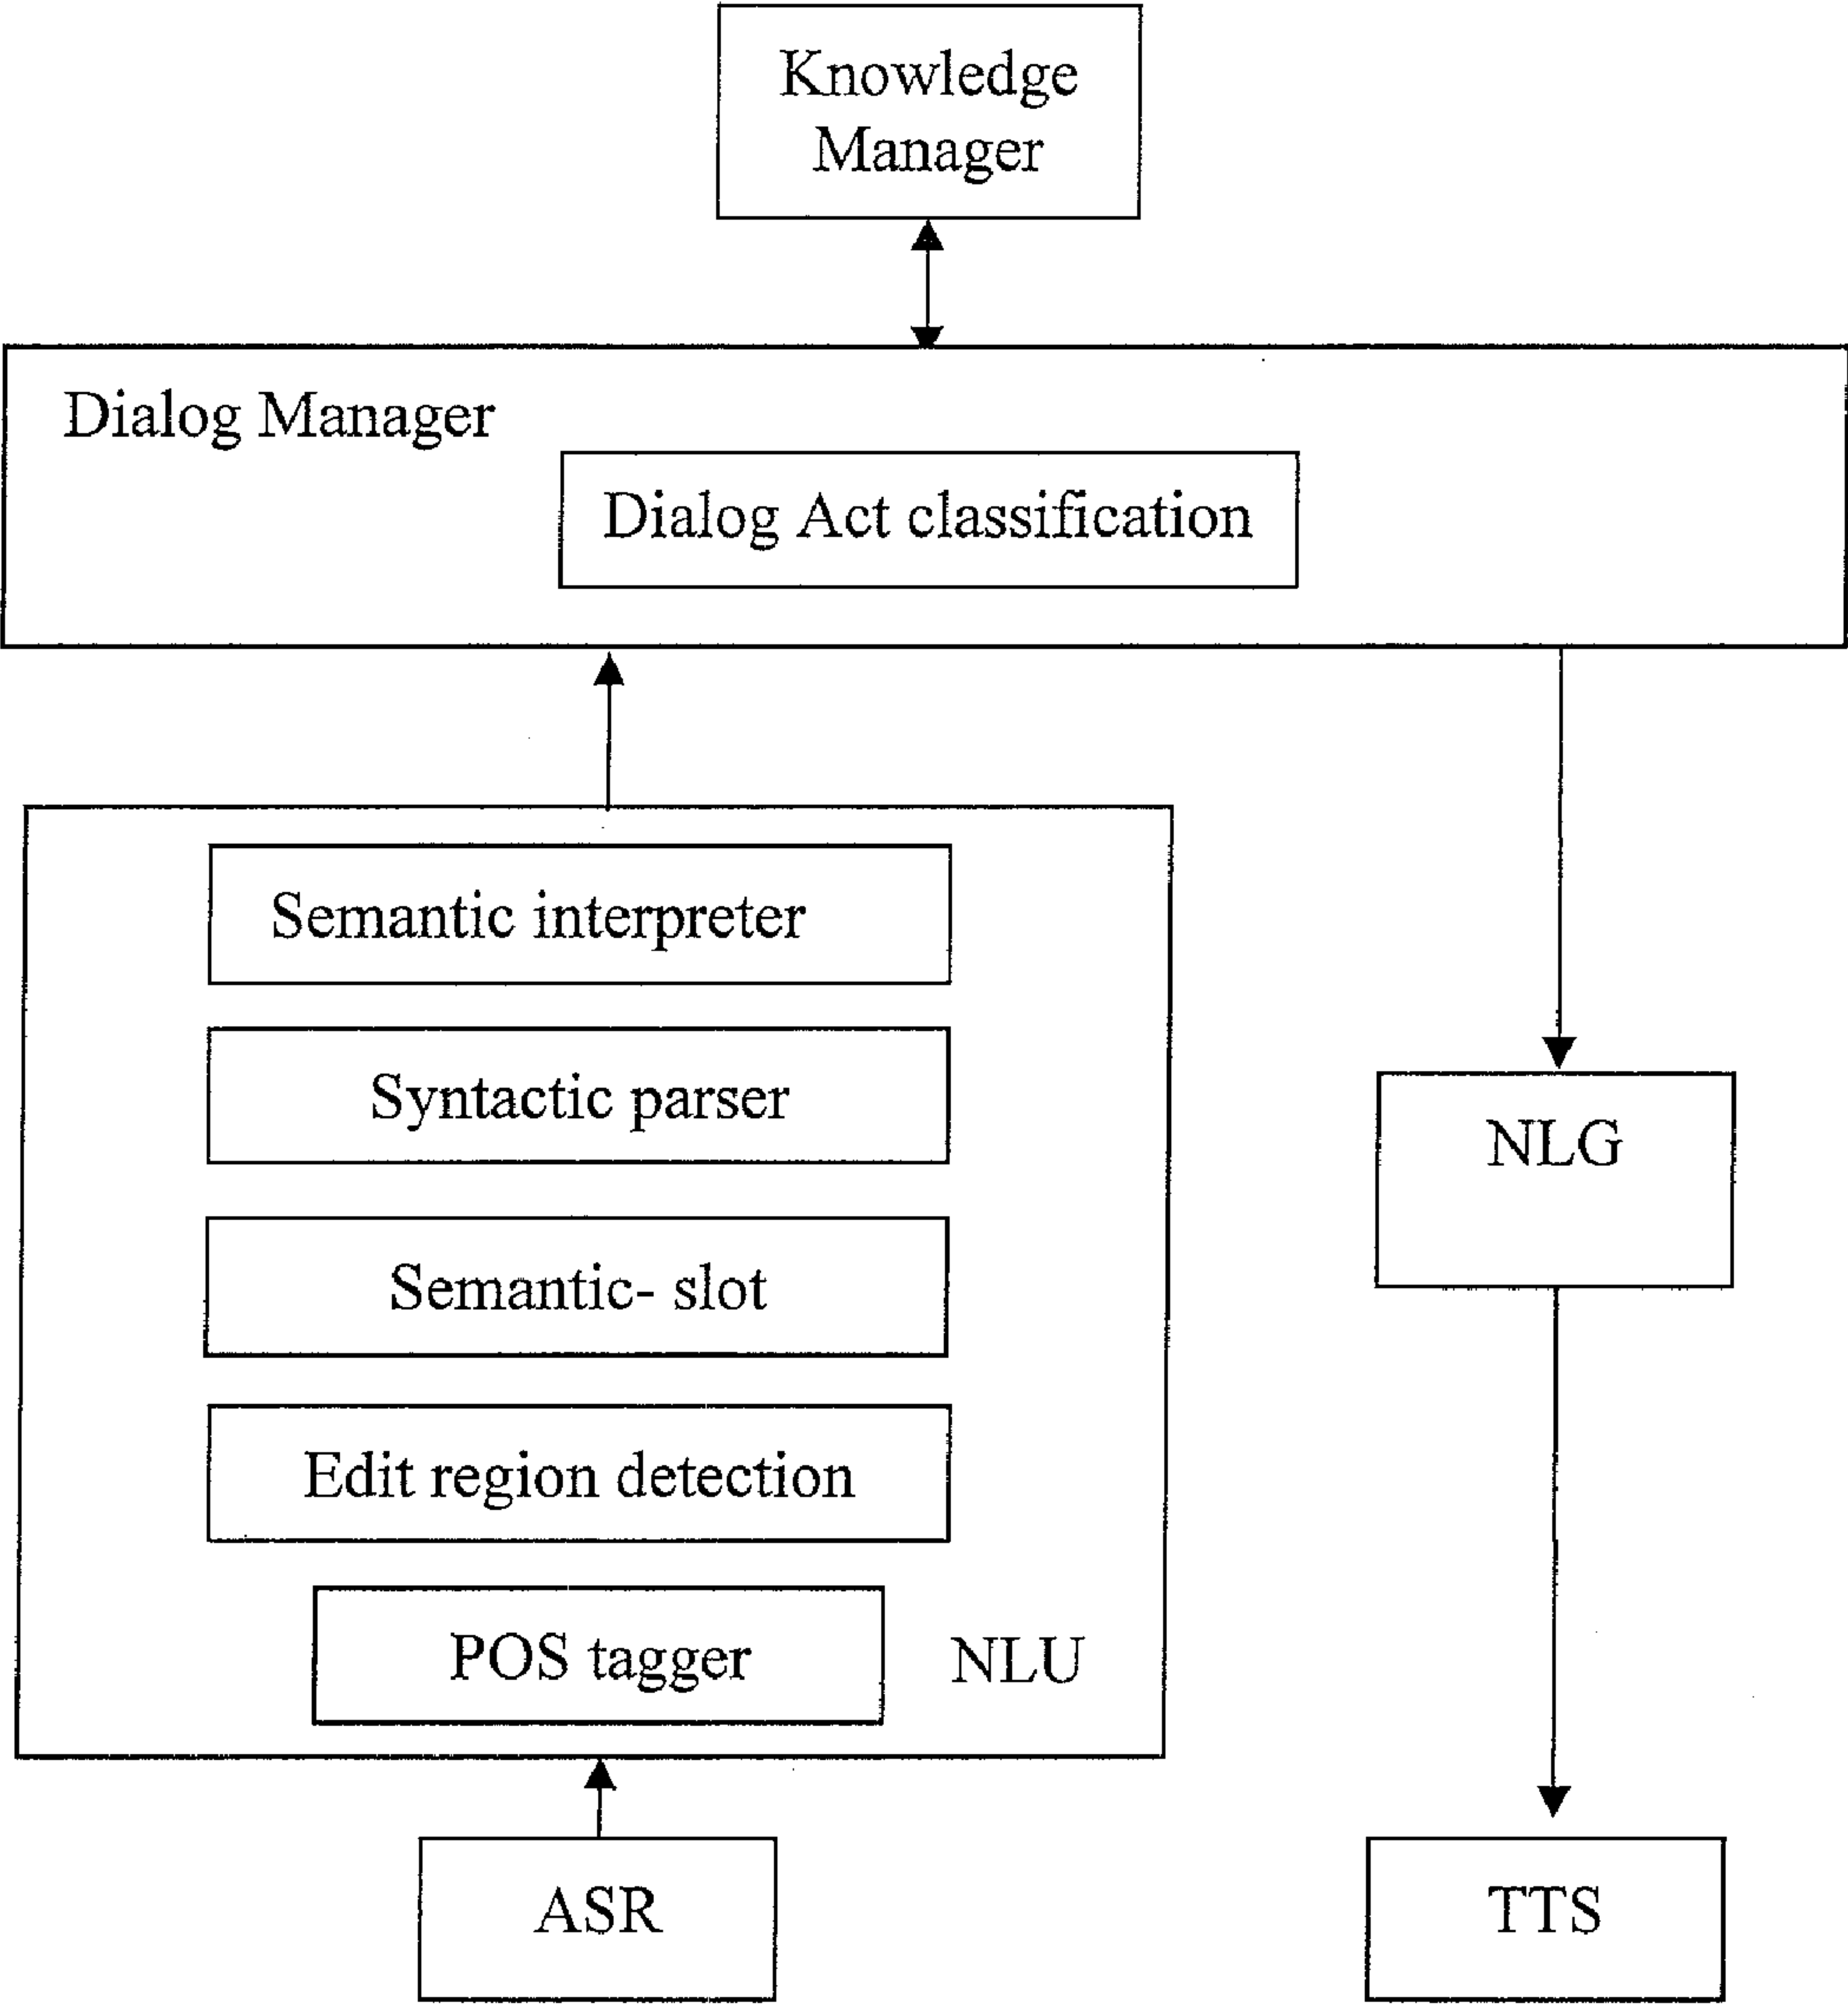 Knowledge
Manager
Dialog Manager
Dialog Act classification
Semantic interpreter
Syntactic parser
NLG
Semantic- slot
Edit region detection
POS tagger
NLU
ASR
TTS